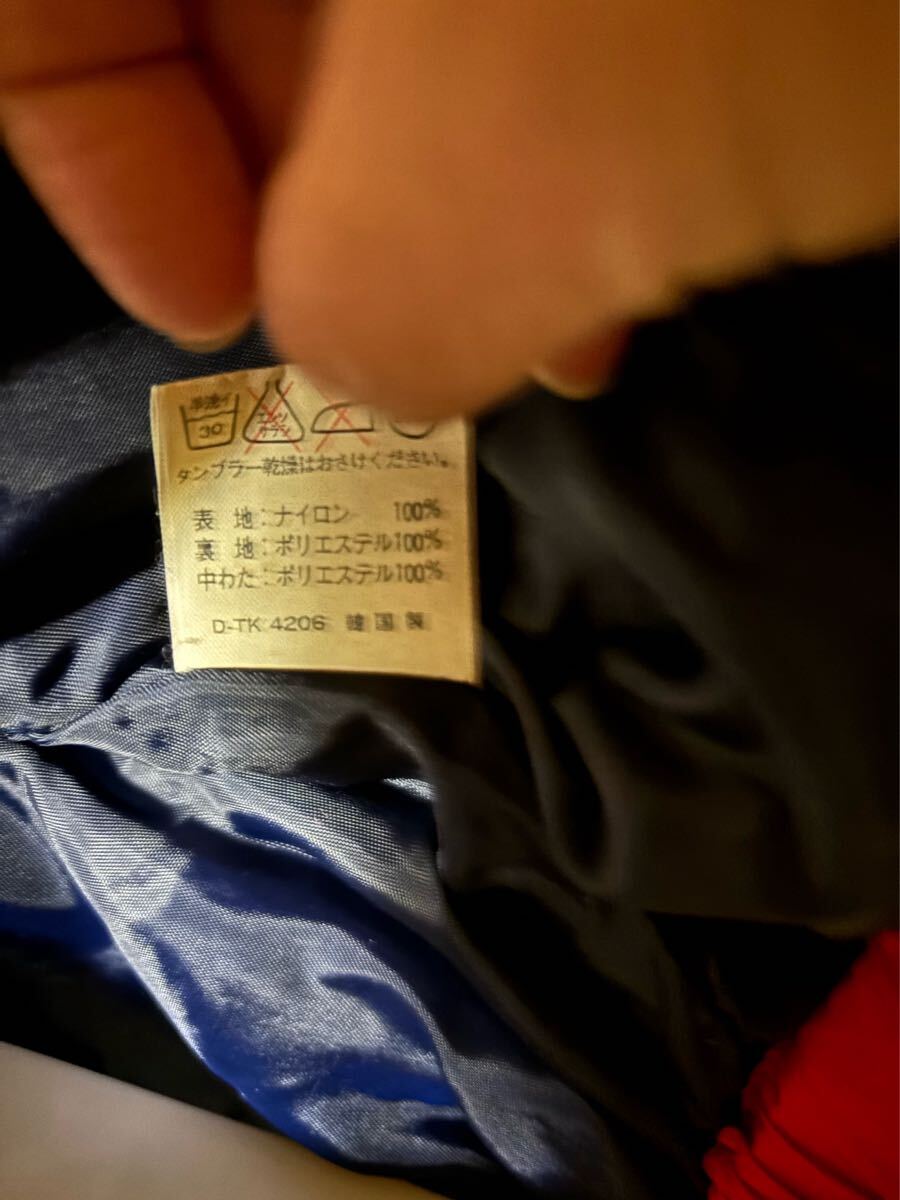 30
タンブラー乾燥はおさけください。
表地:ナイロン 100%
裏地:ポリエステル100%
中わた:ポリエステル100%
D-TK 4206 韓国製